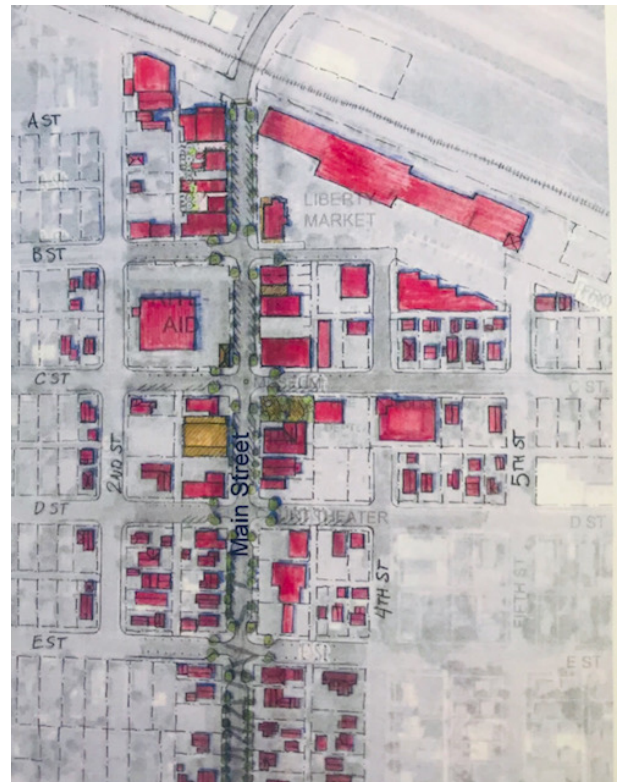 A ST
LIBERTY
MARKET
B ST
AID
C ST
MUSEUM
C ST
2ND ST
Main Street
5TH ST
D ST
THEATER
D ST
4TH ST
FIFTH ST
E ST
E ST